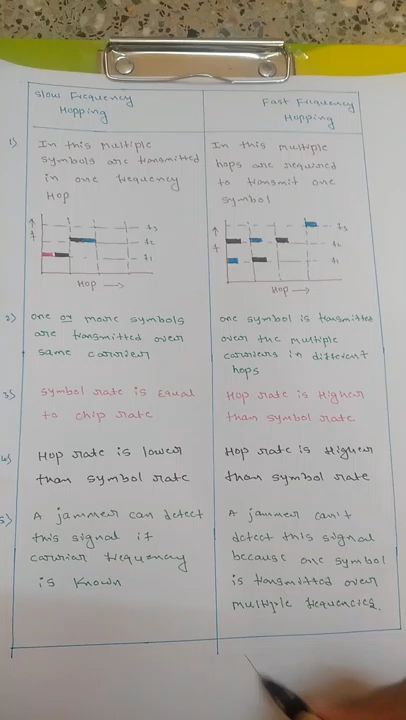 Slow Frequency
Hopping
Fast Frequency
Hopping
1)
In this Multiple
symbols are transmitted
in one frequency
Hop
In this multiple
hops are required
to transmit one
symbol
f
f3
f2
f1
Hop
f
f3
f2
f1
Hop
2)
one or more symbols
are transmitted over
same carrier
one symbol is transmitted
over the multiple
carriers in different
hops
3)
symbol rate is Equal
to chip rate
Hop rate is Higher
than symbol rate
4)
Hop rate is lower
than symbol rate
Hop rate is Higher
than symbol rate
5)
A jammer can detect
this signal if
carrier frequency
is known
A jammer can't
detect this signal
because one symbol
is transmitted over
multiple frequencies.